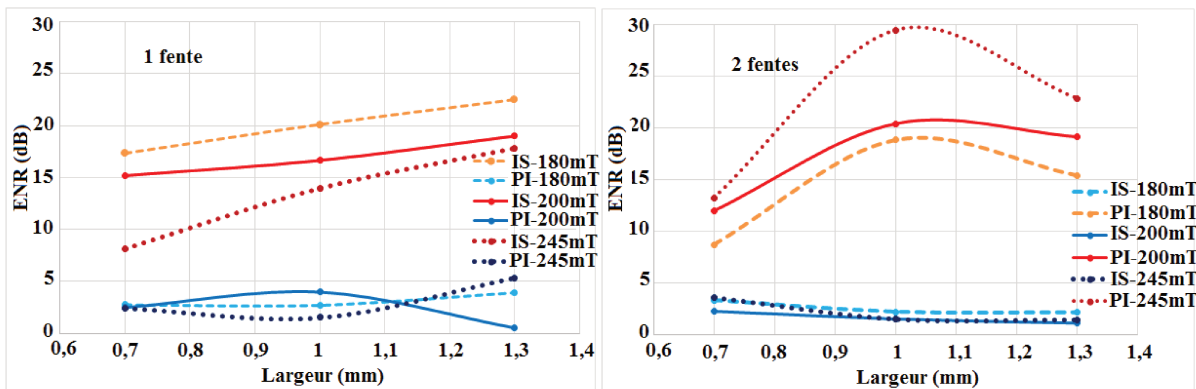 1 fente
ENR (dB)
30
25
20
15
10
5
0
0,6 0,7 0,8 0,9 1 1,1 1,2 1,3 1,4
Largeur (mm)
IS-180mT
PI-180mT
IS-200mT
PI-200mT
IS-245mT
PI-245mT
2 fentes
ENR (dB)
30
25
20
15
10
5
0
0,6 0,7 0,8 0,9 1 1,1 1,2 1,3 1,4
Largeur (mm)
IS-180mT
PI-180mT
IS-200mT
PI-200mT
IS-245mT
PI-245mT